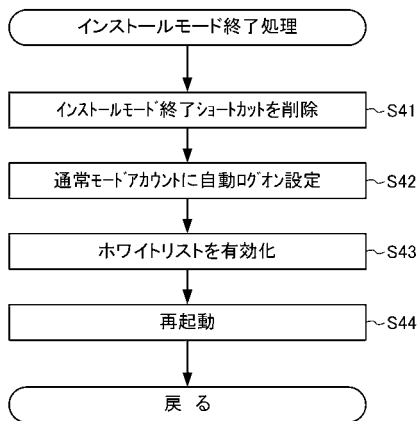 インストールモード終了処理
インストールモード終了ショートカットを削除 S41
通常モードアカウントに自動ログオン設定 S42
ホワイトリストを有効化 S43
再起動 S44
戻 る